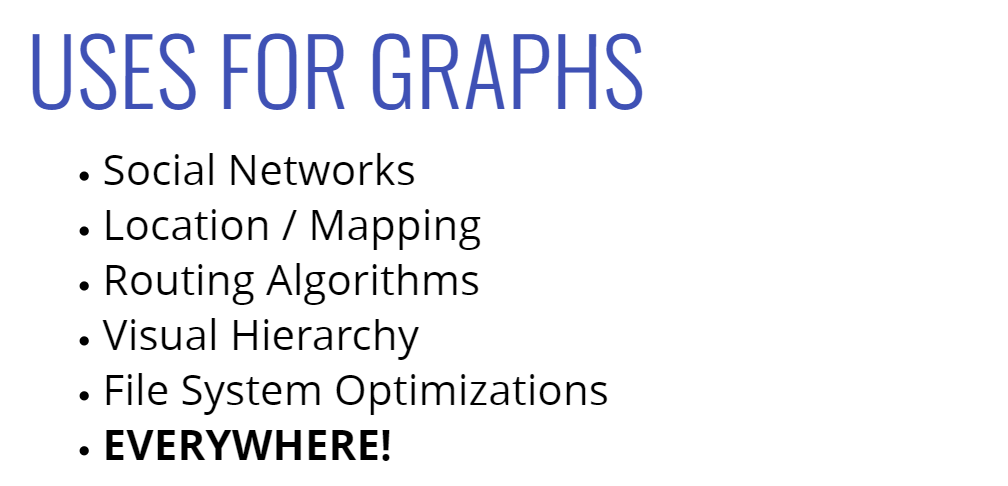 USES FOR GRAPHS
• Social Networks
• Location / Mapping
• Routing Algorithms
• Visual Hierarchy
• File System Optimizations
• EVERYWHERE!